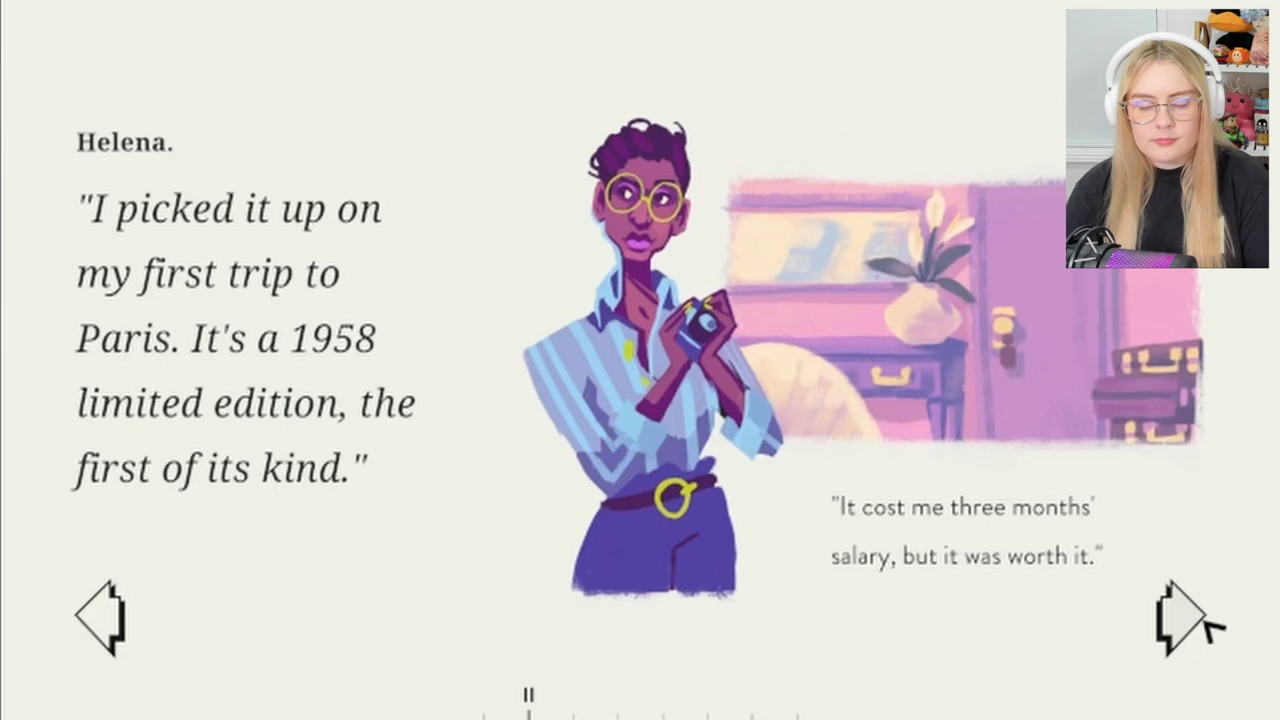 Helena.
"I picked it up on
my first trip to
Paris. It's a 1958
limited edition, the
first of its kind."
"It cost me three months'
salary, but it was worth it."
II